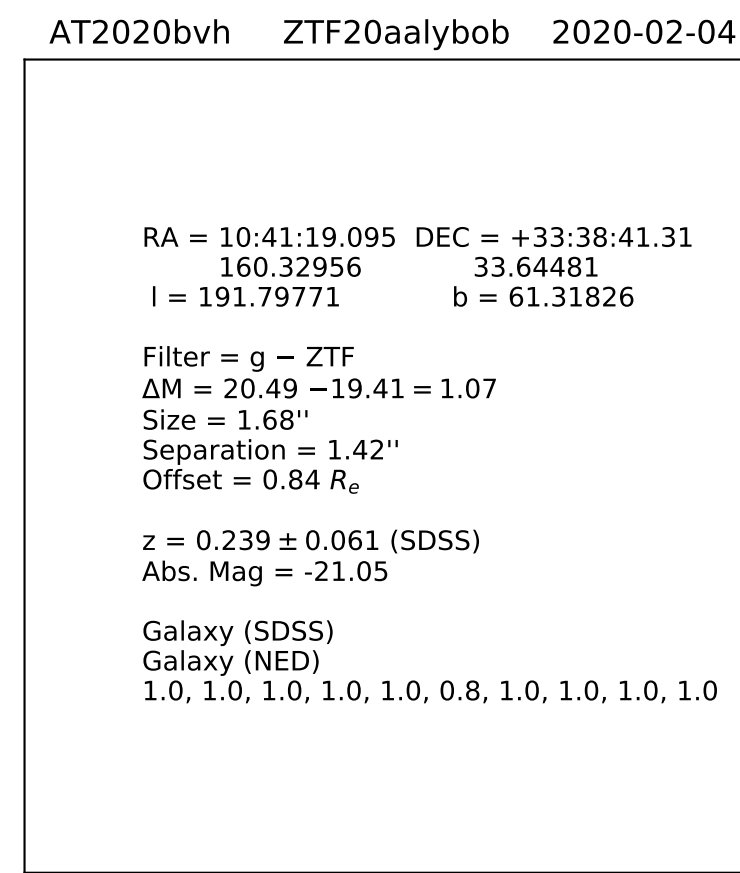 AT2020bvh ZTF20aalybob 2020-02-04
RA = 10:41:19.095 DEC = +33:38:41.31
160.32956 33.64481
l = 191.79771 b = 61.31826
Filter = g − ZTF
ΔM = 20.49 −19.41 = 1.07
Size = 1.68''
Separation = 1.42''
Offset = 0.84 Re
z = 0.239 ± 0.061 (SDSS)
Abs. Mag = -21.05
Galaxy (SDSS)
Galaxy (NED)
1.0, 1.0, 1.0, 1.0, 1.0, 0.8, 1.0, 1.0, 1.0, 1.0